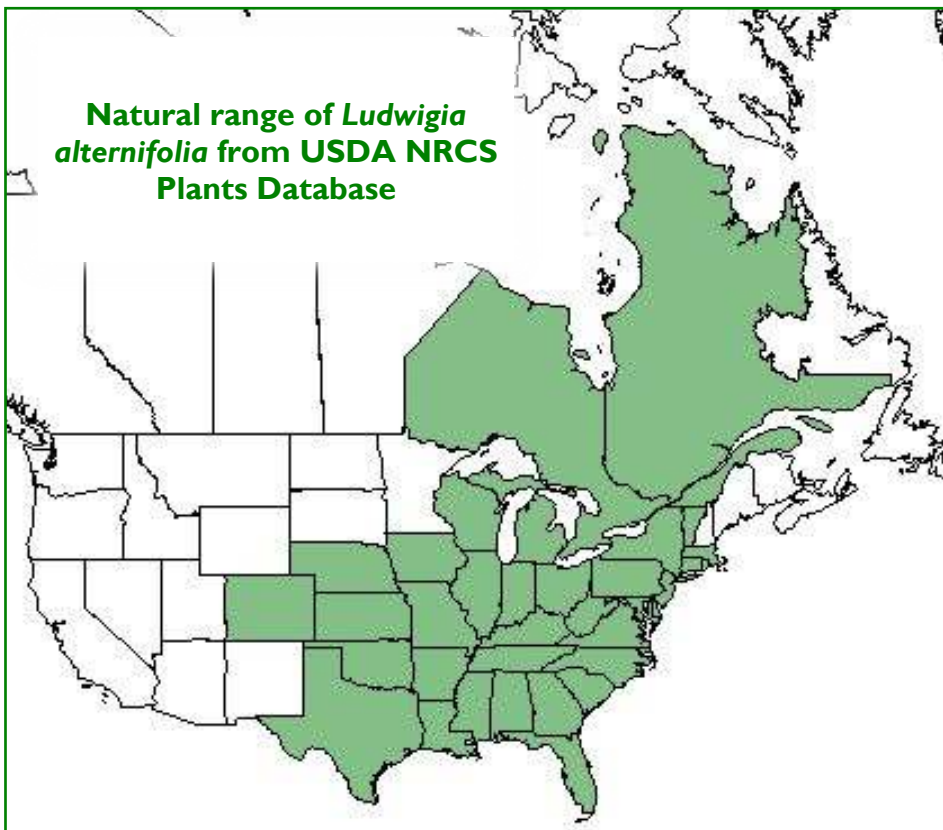 Natural range of Ludwigia
alternifolia from USDA NRCS
Plants Database